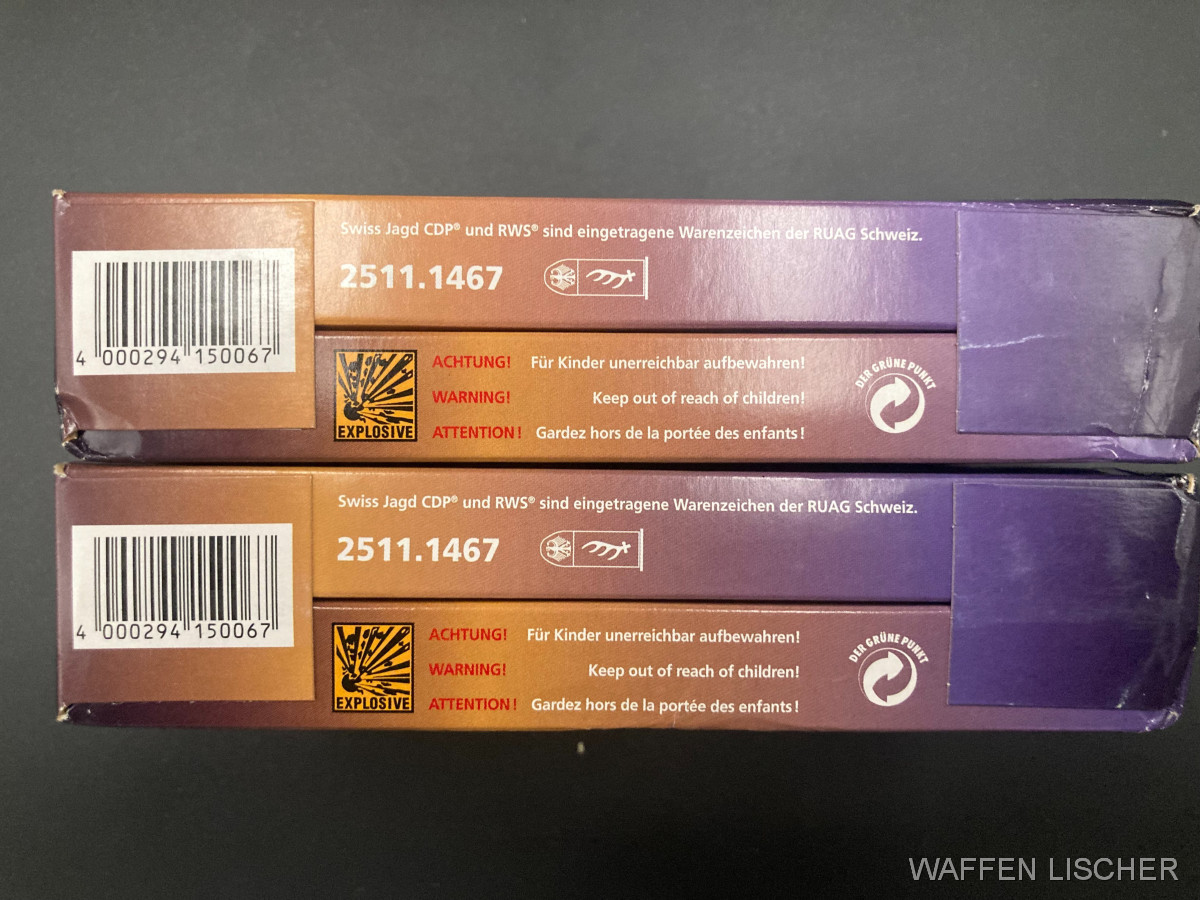 Swiss Jagd CDP® und RWS® sind eingetragene Warenzeichen der RUAG Schweiz.
2511.1467
4 000294 150067
ACHTUNG! Für Kinder unerreichbar aufbewahren!
WARNING! Keep out of reach of children!
ATTENTION! Gardez hors de la portée des enfants!
EXPLOSIVE
DER GRÜNE PUNKT
Swiss Jagd CDP® und RWS® sind eingetragene Warenzeichen der RUAG Schweiz.
2511.1467
4 000294 150067
ACHTUNG! Für Kinder unerreichbar aufbewahren!
WARNING! Keep out of reach of children!
ATTENTION! Gardez hors de la portée des enfants!
EXPLOSIVE
DER GRÜNE PUNKT
WAFFEN LISCHER